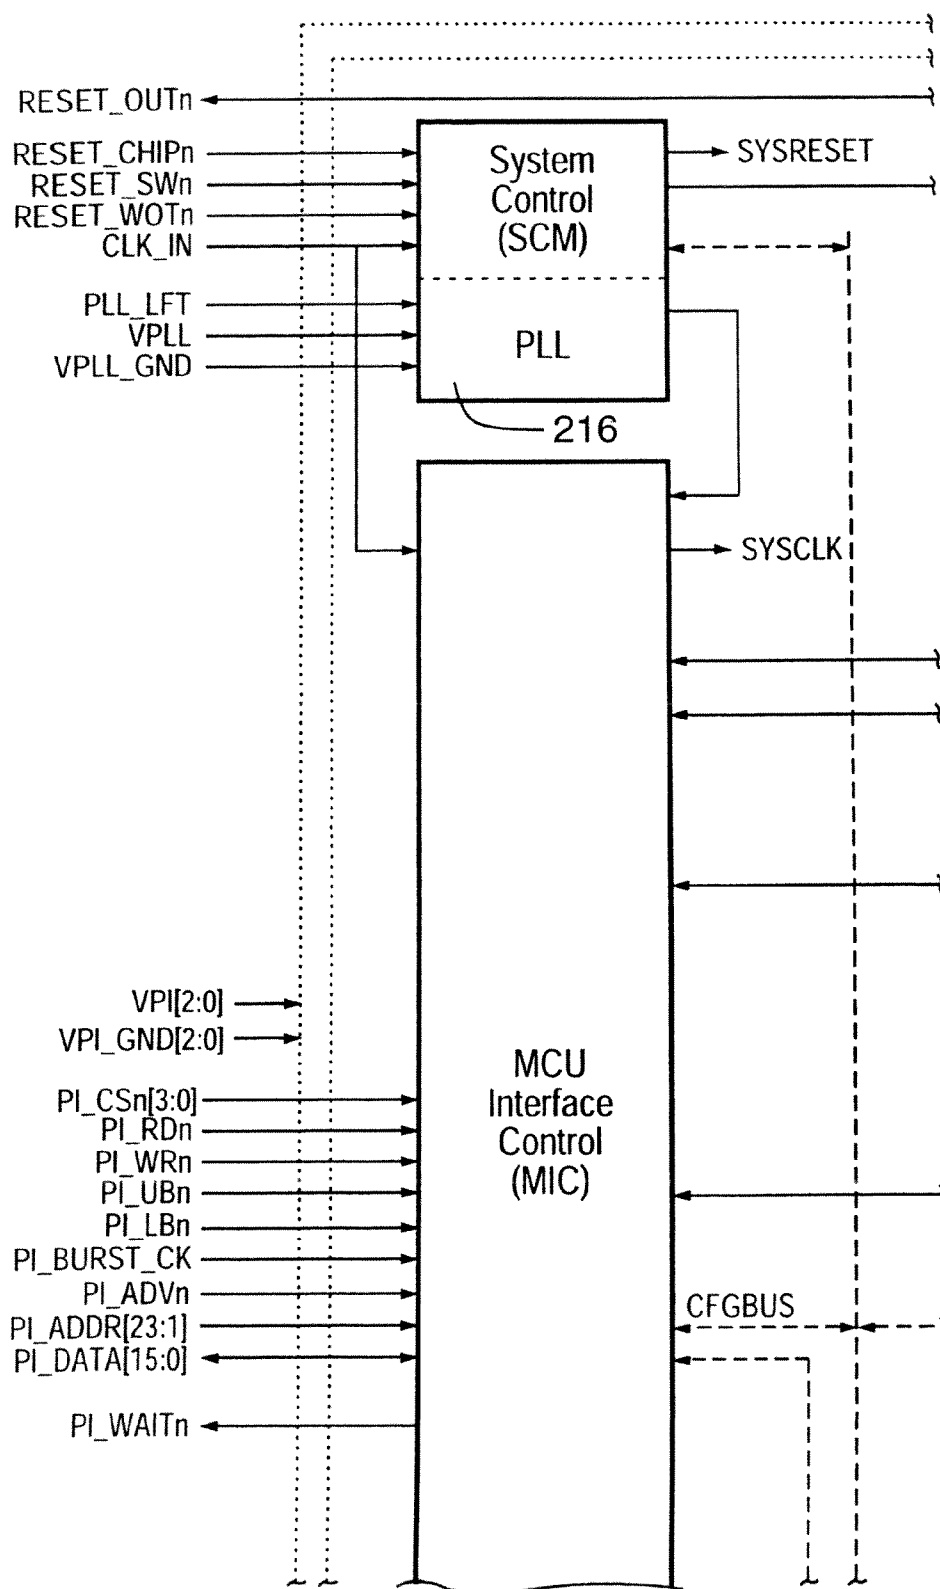 RESET_OUTn
RESET_CHIPn
RESET_SWn
RESET_WOTn
CLK_IN
PLL_LFT
VPLL
VPLL_GND
System
Control
(SCM)
PLL
SYSRESET
216
SYSCLK
VPI[2:0]
VPI_GND[2:0]
PI_CSn[3:0]
PI_RDn
PI_WRn
PI_UBn
PI_LBn
PI_BURST_CK
PI_ADVn
PI_ADDR[23:1]
PI_DATA[15:0]
PI_WAITn
MCU
Interface
Control
(MIC)
CFGBUS